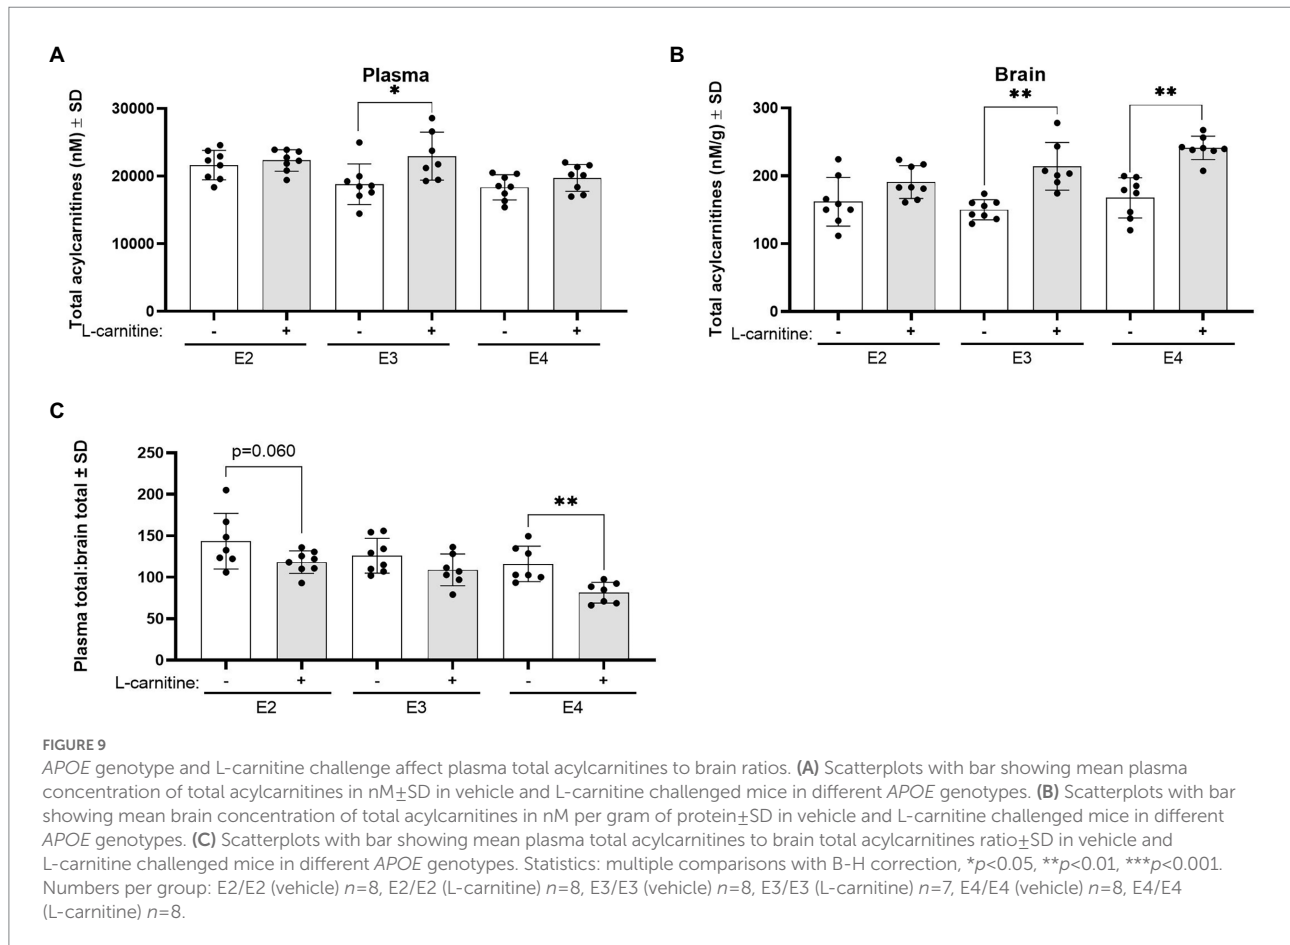 A
Plasma
*
Total acylcarnitines (nM) ± SD
30000
20000
10000
0
L-carnitine: - + - + - +
E2 E3 E4
B
Brain
** **
Total acylcarnitines (nM/g) ± SD
300
200
100
0
L-carnitine: - + - + - +
E2 E3 E4
C
Plasma total:brain total ± SD
p=0.060
**
250
200
150
100
50
0
L-carnitine: - + - + - +
E2 E3 E4
FIGURE 9
APOE genotype and L-carnitine challenge affect plasma total acylcarnitines to brain ratios. (A) Scatterplots with bar showing mean plasma
concentration of total acylcarnitines in nM±SD in vehicle and L-carnitine challenged mice in different APOE genotypes. (B) Scatterplots with bar
showing mean brain concentration of total acylcarnitines in nM per gram of protein±SD in vehicle and L-carnitine challenged mice in different
APOE genotypes. (C) Scatterplots with bar showing mean plasma total acylcarnitines to brain total acylcarnitines ratio±SD in vehicle and
L-carnitine challenged mice in different APOE genotypes. Statistics: multiple comparisons with B-H correction, *p<0.05, **p<0.01, ***p<0.001.
Numbers per group: E2/E2 (vehicle) n=8, E2/E2 (L-carnitine) n=8, E3/E3 (vehicle) n=8, E3/E3 (L-carnitine) n=7, E4/E4 (vehicle) n=8, E4/E4
(L-carnitine) n=8.